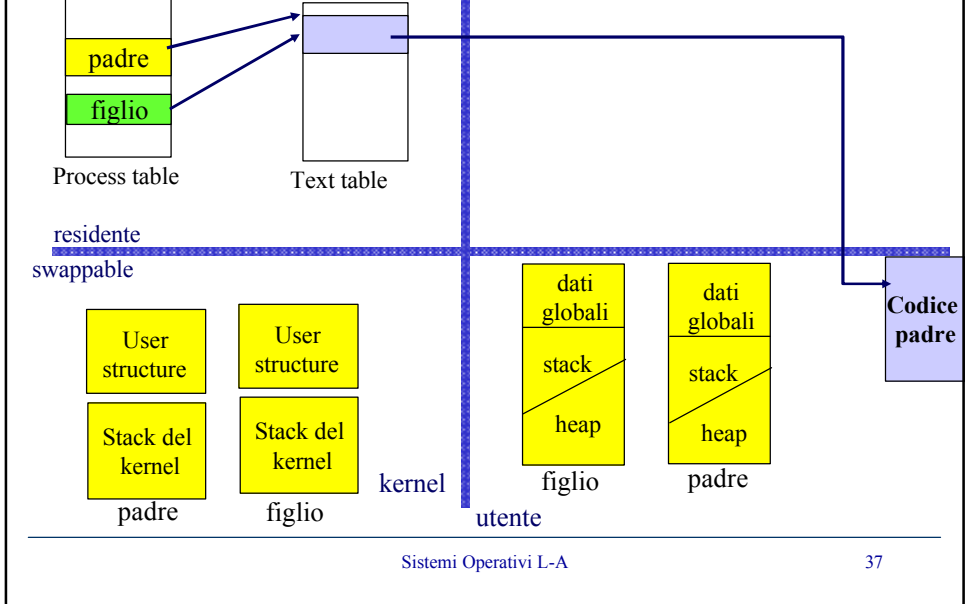 padre
figlio
Process table
Text table
residente
swappable
User
structure
User
structure
Stack del
kernel
Stack del
kernel
padre
figlio
kernel
utente
dati
globali
stack
heap
figlio
dati
globali
stack
heap
padre
Codice
padre
Sistemi Operativi L-A
37